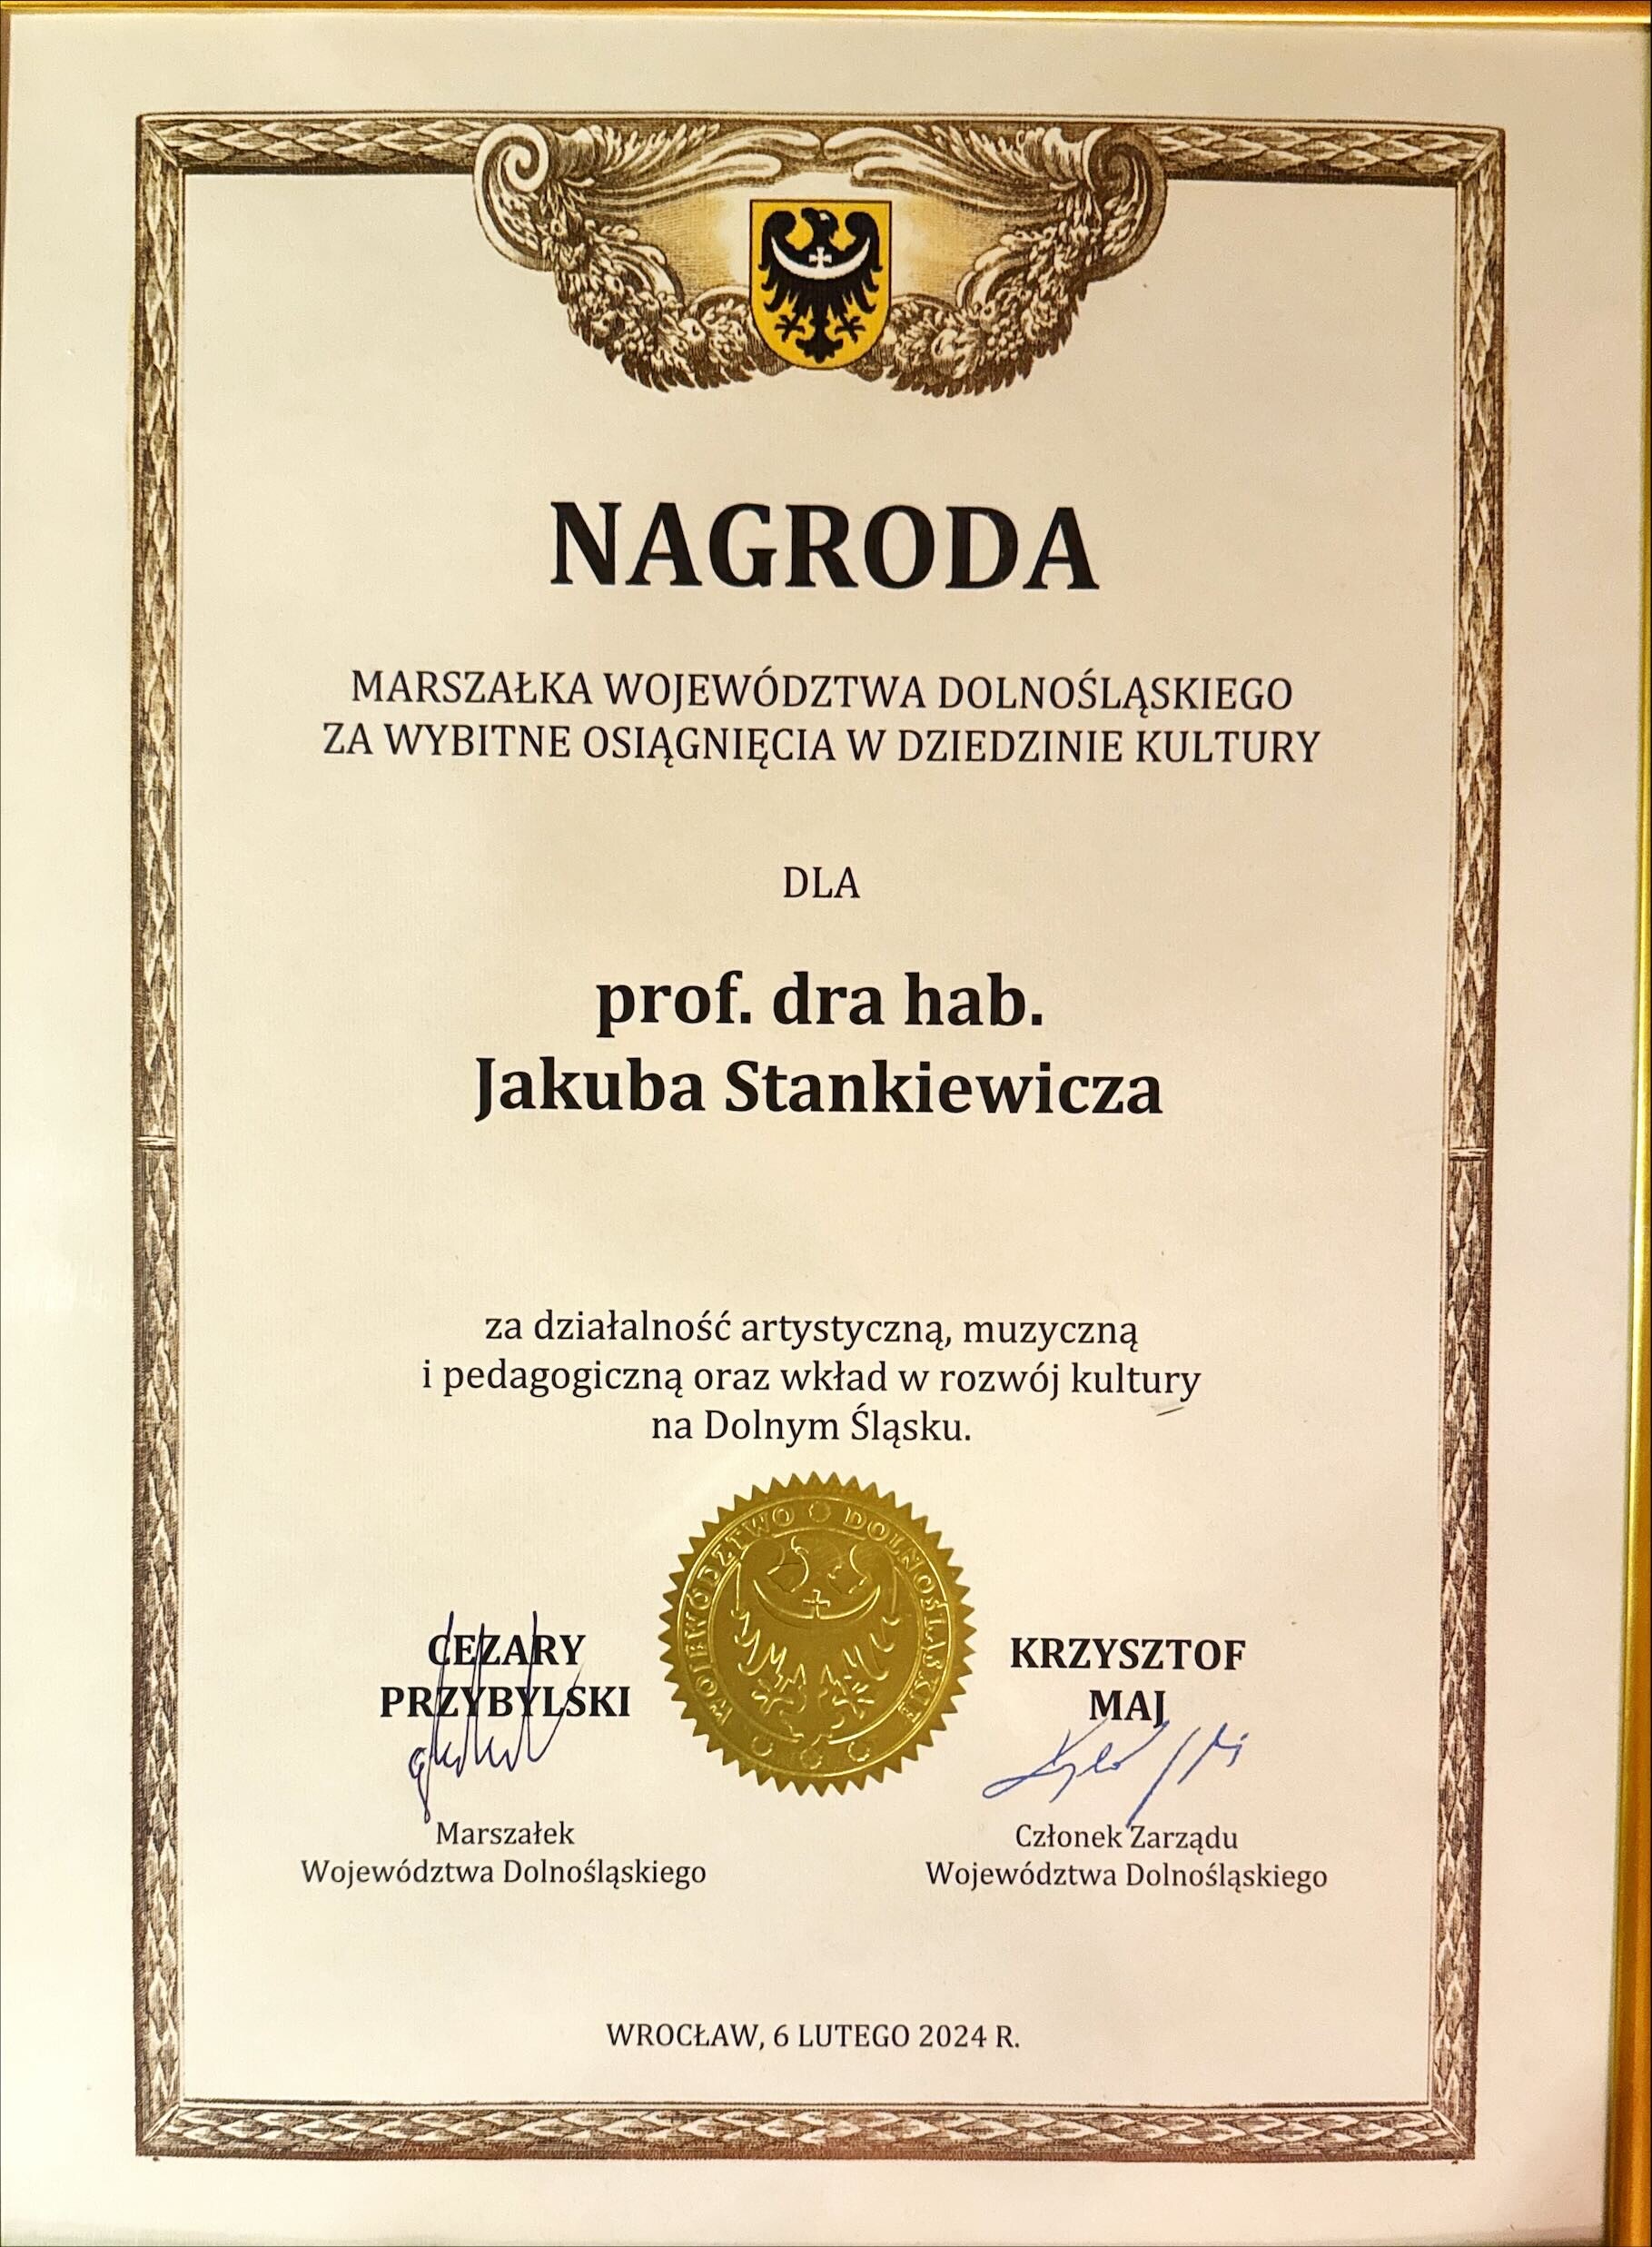 NAGRODA
MARSZAŁKA WOJEWÓDZTWA DOLNOŚLĄSKIEGO
ZA WYBITNE OSIĄGNIĘCIA W DZIEDZINIE KULTURY
DLA
prof. dra hab.
Jakuba Stankiewicza
za działalność artystyczną, muzyczną
i pedagogiczną oraz wkład w rozwój kultury
na Dolnym Śląsku.
WOJEWÓDZTWO DOLNOŚLĄSKIE
CEZARY
PRZYBYLSKI
Marszałek
Województwa Dolnośląskiego
KRZYSZTOF
MAJ
Członek Zarządu
Województwa Dolnośląskiego
WROCŁAW, 6 LUTEGO 2024 R.